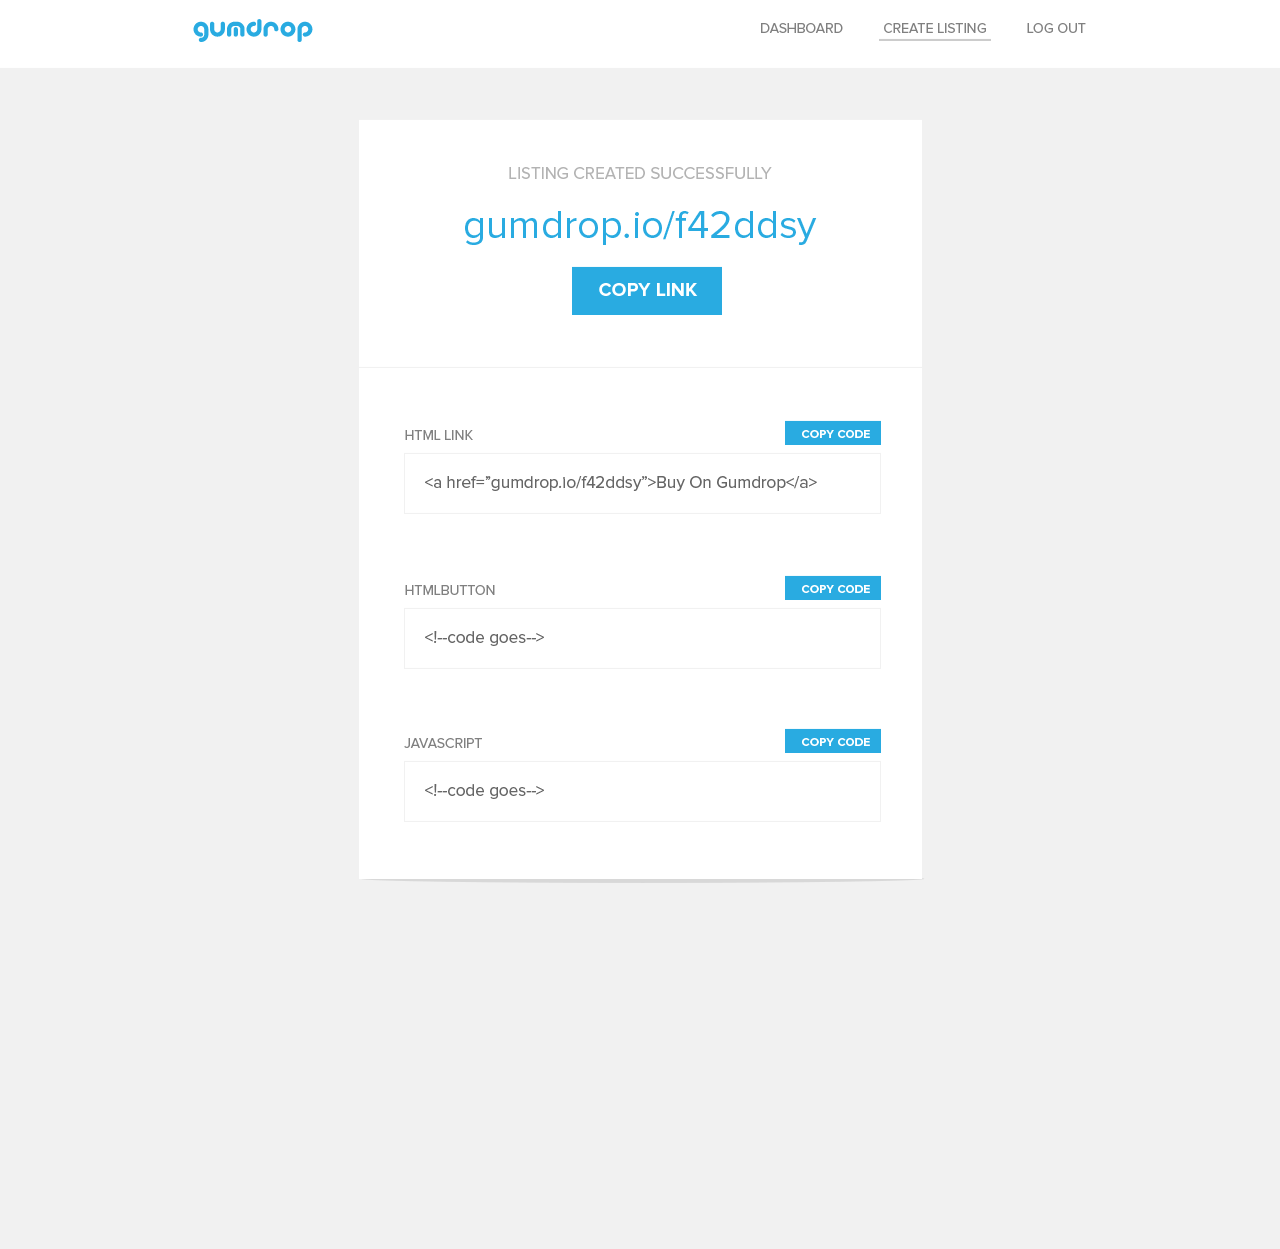 gumdrop
DASHBOARD CREATE LISTING LOG OUT
LISTING CREATED SUCCESSFULLY
gumdrop.io/f42ddsy
COPY LINK
HTML LINK
COPY CODE
<a href=”gumdrop.io/f42ddsy”>Buy On Gumdrop</a>
HTMLBUTTON
COPY CODE
<!--code goes-->
JAVASCRIPT
COPY CODE
<!--code goes-->